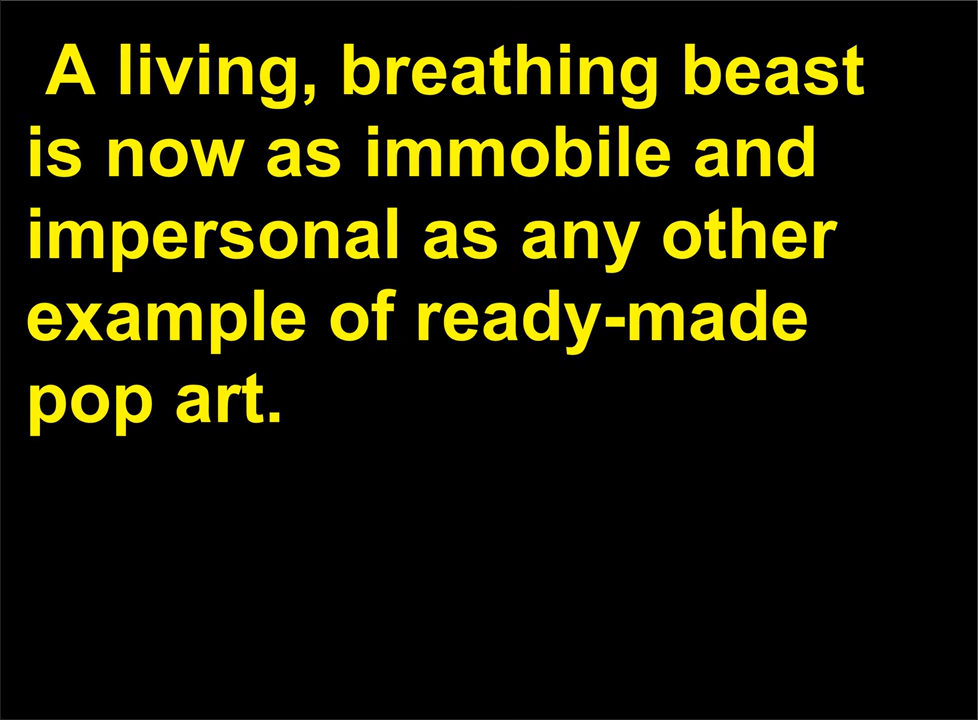 A living, breathing beast
is now as immobile and
impersonal as any other
example of ready-made
pop art.